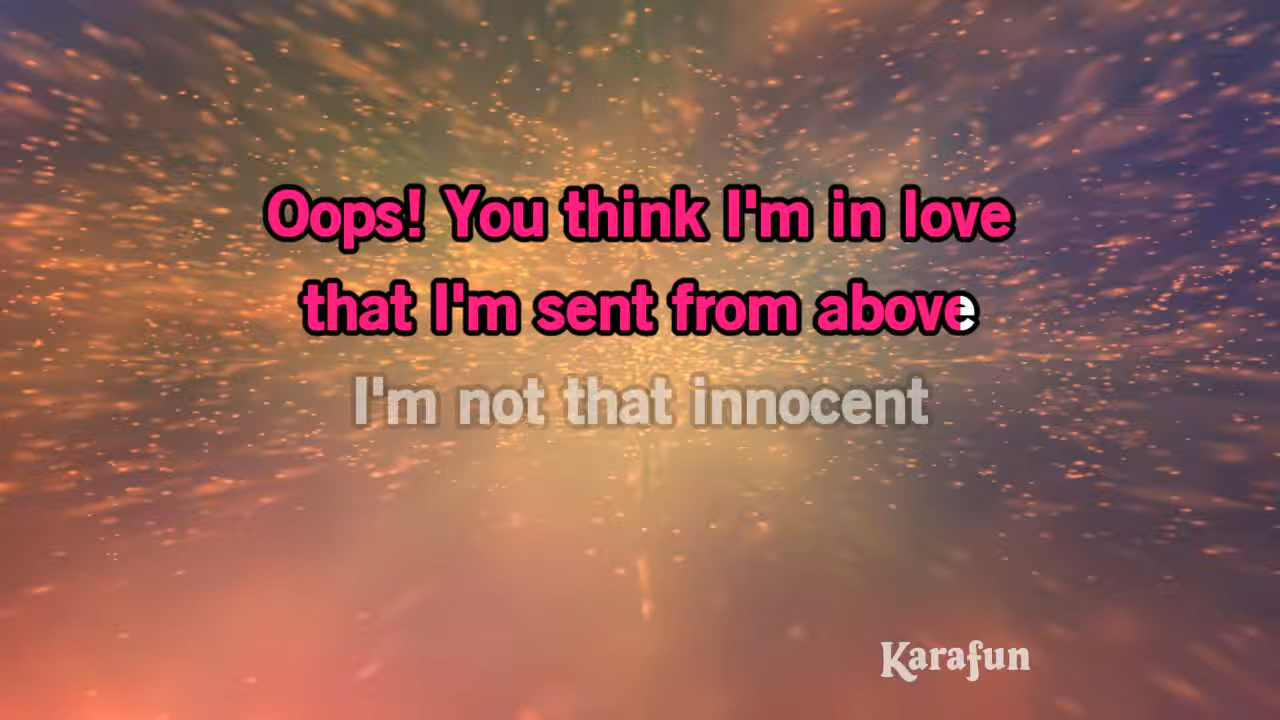 Oops! You think I'm in love
that I'm sent from above
I'm not that innocent
Karafun